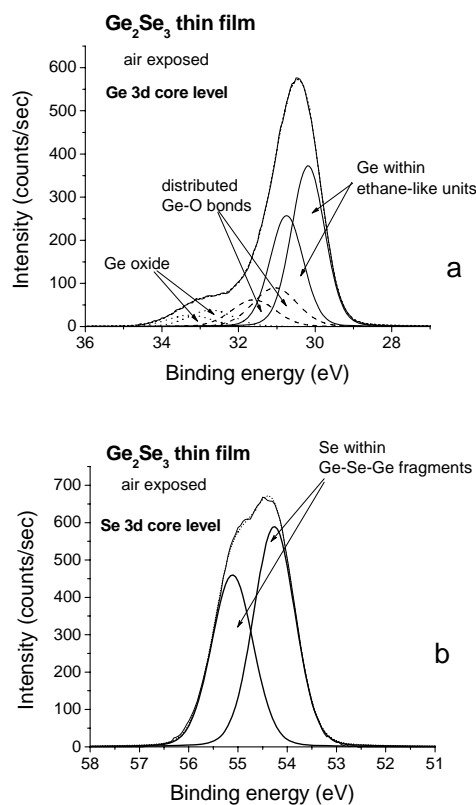 Ge2Se3 thin film
air exposed
Ge 3d core level
Ge within
ethane-like units
distributed
Ge-O bonds
Ge oxide
a
Intensity (counts/sec)
600
500
400
300
200
100
0
36 34 32 30 28
Binding energy (eV)
Ge2Se3 thin film
air exposed
Se 3d core level
Se within
Ge-Se-Ge fragments
b
Intensity (counts/sec)
700
600
500
400
300
200
100
0
58 57 56 55 54 53 52 51
Binding energy (eV)